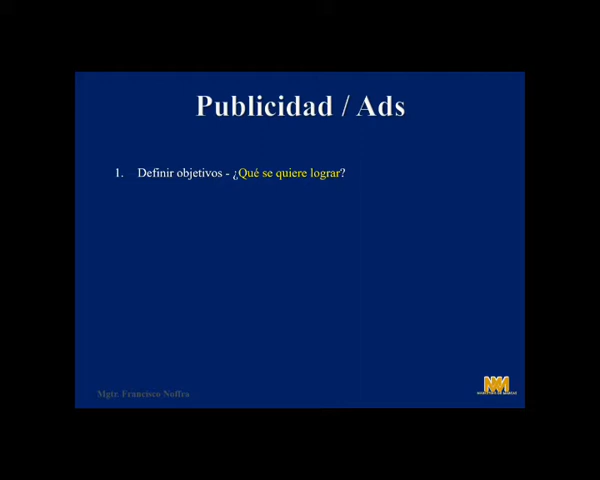 Publicidad / Ads
1. Definir objetivos - ¿Qué se quiere lograr?
Mgtr. Francisco Noffra